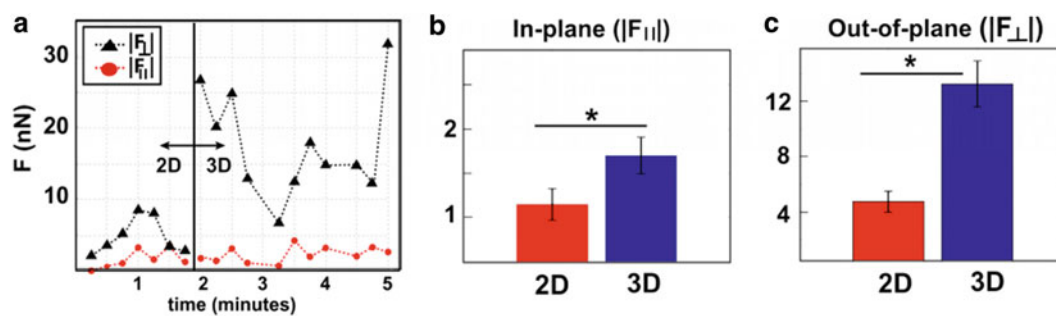 a
|F⊥|
|F||
F (nN)
30
20
10
2D 3D
1 2 3 4 5
time (minutes)
b
In-plane (|F||)
2
1
*
2D 3D
c
Out-of-plane (|F⊥|)
12
8
4
*
2D 3D